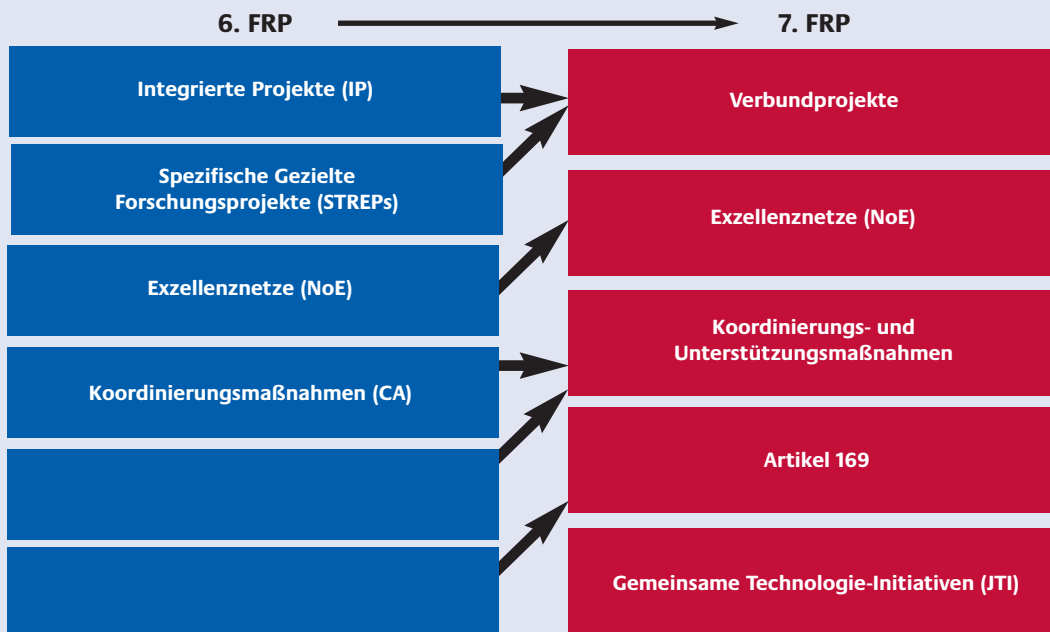 6. FRP
7. FRP
Integrierte Projekte (IP)
Spezifische Gezielte
Forschungsprojekte (STREPs)
Exzellenznetze (NoE)
Koordinierungsmaßnahmen (CA)
Verbundprojekte
Exzellenznetze (NoE)
Koordinierungs- und
Unterstützungsmaßnahmen
Artikel 169
Gemeinsame Technologie-Initiativen (JTI)